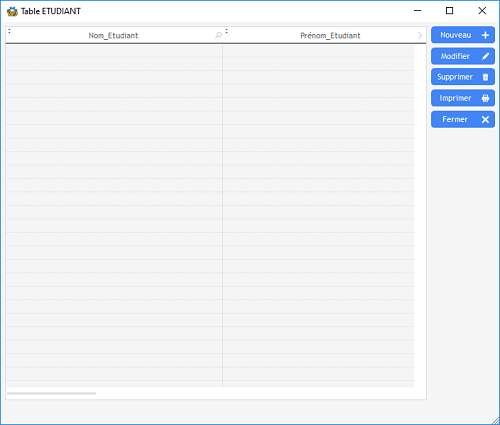 Table ETUDIANT
Nom_Etudiant
Prénom_Etudiant
Nouveau
Modifier
Supprimer
Imprimer
Fermer